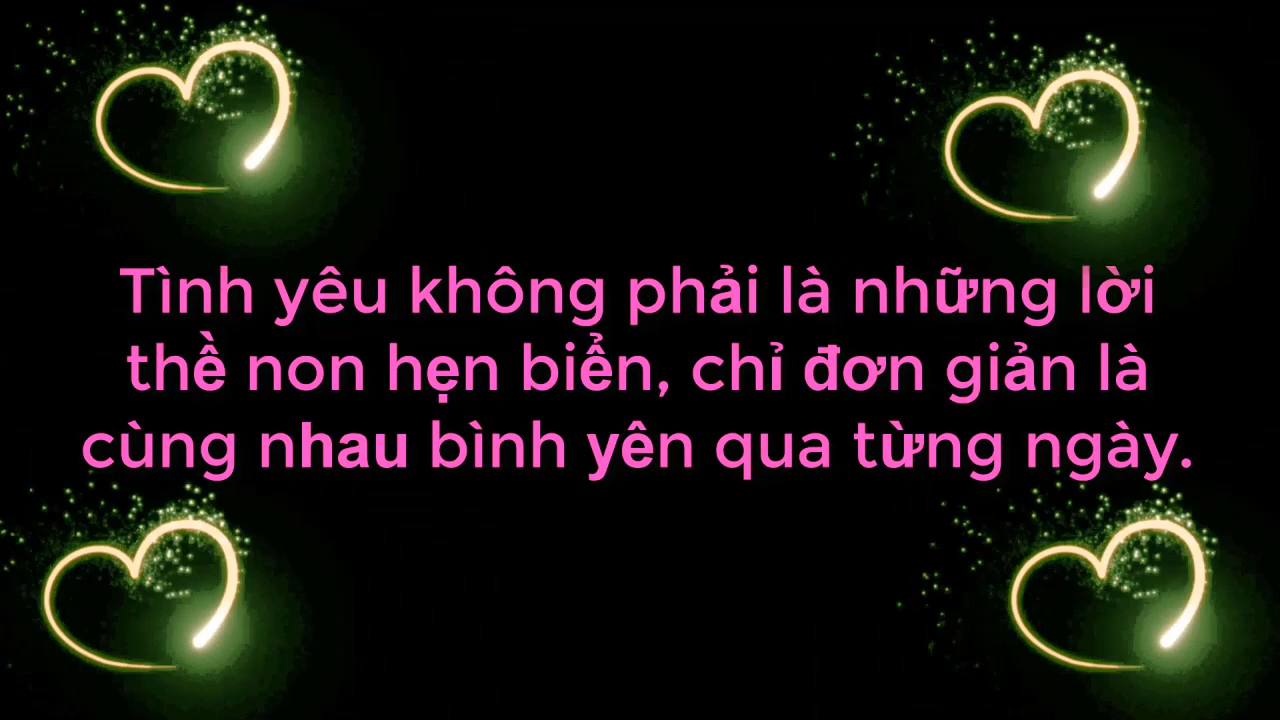 Tình yêu không phải là những lời
thề non hẹn biển, chỉ đơn giản là
cùng nhau bình yên qua từng ngày.